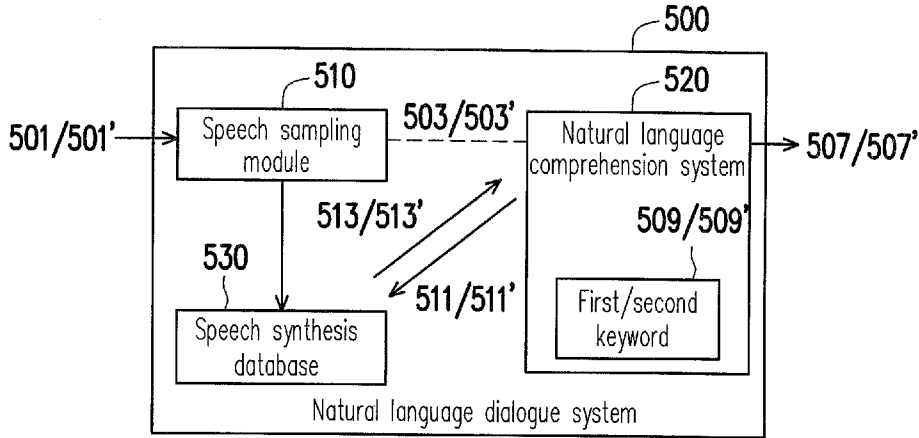 500
510
520
501/501'
Speech sampling
module
503/503'
Natural language
comprehension system
507/507'
513/513'
509/509'
530
511/511'
First/second
keyword
Speech synthesis
database
Natural language dialogue system